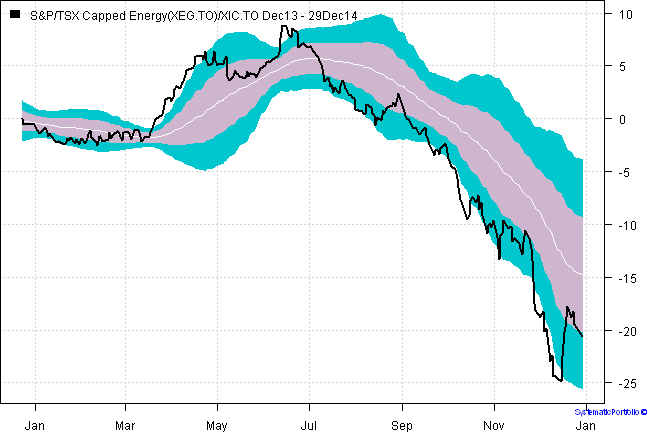 S&P/TSX Capped Energy(XEG.TO)/XIC.TO Dec13 - 29Dec14
10
5
0
-5
-10
-15
-20
-25
SystematicPortfolio ©
Jan Mar May Jul Sep Nov Jan